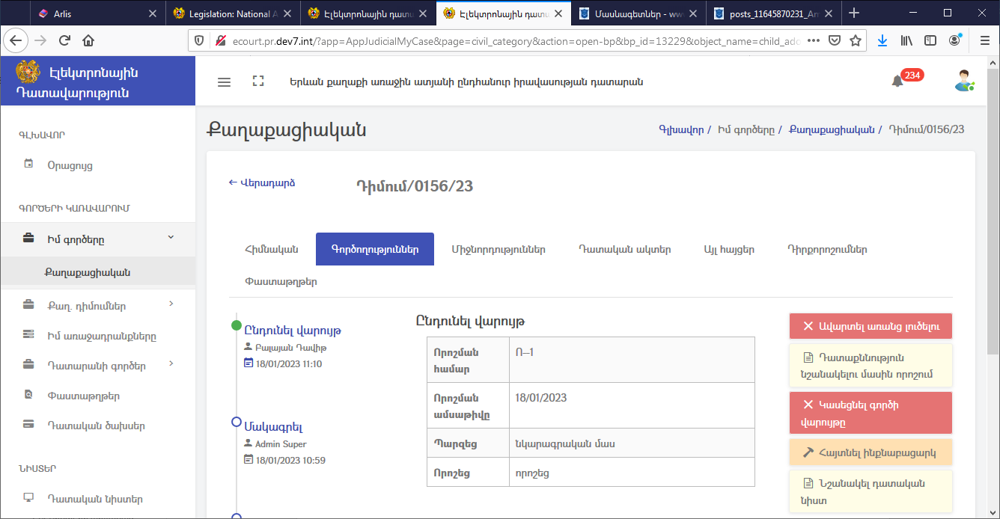 Arlis
Legislation: National A
Էլեկտրոնային դատա
Էլեկտրոնային դատա
Մասնագետներ - www
posts_11645870231_An
ecourt.pr.dev7.int/?app=AppJudicialMyCase&page=civil_category&action=open-bp&bp_id=13229&object_name=child_ado
Էլեկտրոնային
Դատավարություն
Երևան քաղաքի առաջին ատյանի ընդհանուր իրավասության դատարան
234
ԳԼԽԱՎՈՐ
Օրացույց
ԳՈՐԾԵՐԻ ԿԱՌԱՎԱՐՈՒՄ
Իմ գործերը
Քաղաքացիական
Քաղ. դիմումներ
Իմ առաջադրանքները
Դատարանի գործեր
Փաստաթղթեր
Դատական ծախսեր
ՆԻՍՏԵՐ
Դատական նիստեր
Քաղաքացիական
Գլխավոր / Իմ գործերը / Քաղաքացիական / Դիմում/0156/23
← Վերադարձ
Դիմում/0156/23
Հիմնական
Գործողություններ
Միջնորդություններ
Դատական ակտեր
Այլ հայցեր
Դիրքորոշումներ
Փաստաթղթեր
Ընդունել վարույթ
Բալայան Դավիթ
18/01/2023 11:10
Մակագրել
Admin Super
18/01/2023 10:59
Ընդունել վարույթ
Որոշման համար
Ո--1
Որոշման ամսաթիվը
18/01/2023
Պարզեց
նկարագրական մաս
Որոշեց
որոշեց
Ավարտել առանց լուծելու
Դատաքննություն
նշանակելու մասին որոշում
Կասեցնել գործի
վարույթը
Հայտնել ինքնաբացարկ
Նշանակել դատական
նիստ